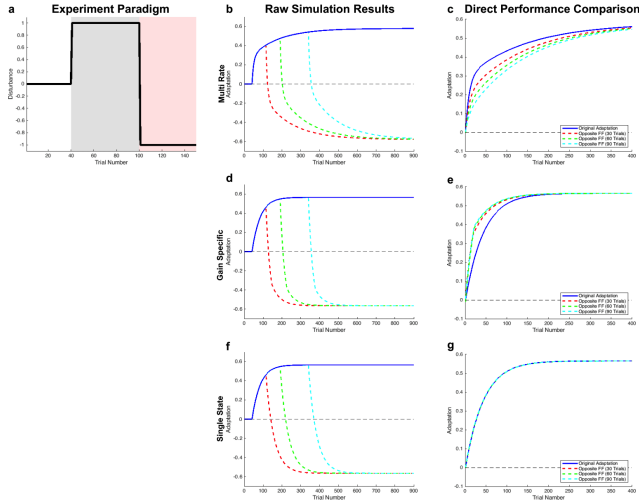 a Experiment Paradigm
1
0.8
0.6
0.4
0.2
0
-0.2
-0.4
-0.6
-0.8
-1
Disturbance
40
60
80
100
120
140
Trial Number
b Raw Simulation Results
Multi Rate
Adaptation
0.6
0.4
0.2
0
-0.2
-0.4
-0.6
0 100 200 300 400 500 600 700 800 900
Trial Number
c Direct Performance Comparison
Adaptation
0.6
0.5
0.4
0.3
0.2
0.1
0
-0.1
0 50 100 150 200 250 300 350 400
Trial Number
Original Adaptation
Opposite FF (30 Trials)
Opposite FF (60 Trials)
Opposite FF (90 Trials)
d
Gain Specific
Adaptation
0.6
0.4
0.2
0
-0.2
-0.4
-0.6
0 100 200 300 400 500 600 700 800 900
Trial Number
e
Adaptation
0.6
0.5
0.4
0.3
0.2
0.1
0
-0.1
0 50 100 150 200 250 300 350 400
Trial Number
Original Adaptation
Opposite FF (30 Trials)
Opposite FF (60 Trials)
Opposite FF (90 Trials)
f
Single State
Adaptation
0.6
0.4
0.2
0
-0.2
-0.4
-0.6
0 100 200 300 400 500 600 700 800 900
Trial Number
g
Adaptation
0.6
0.5
0.4
0.3
0.2
0.1
0
-0.1
0 50 100 150 200 250 300 350 400
Trial Number
Original Adaptation
Opposite FF (30 Trials)
Opposite FF (60 Trials)
Opposite FF (90 Trials)